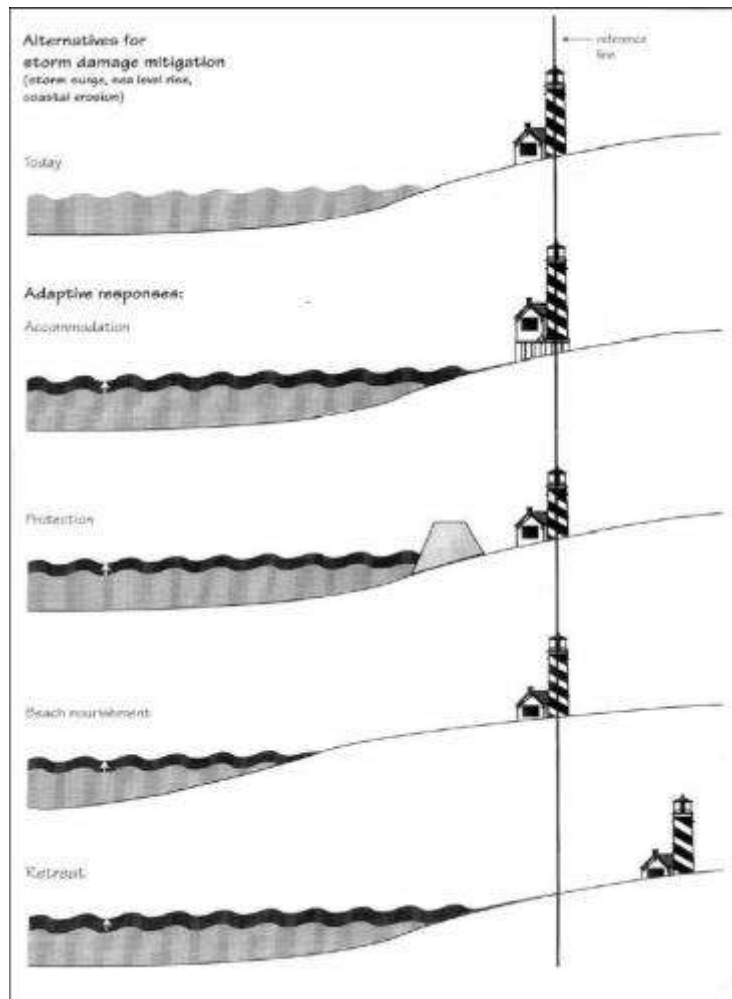 Alternatives for
storm damage mitigation
(storm surge, sea level rise,
coastal erosion)
reference
line
Today
Adaptive responses:
Accommodation
Protection
Beach nourishment
Retreat